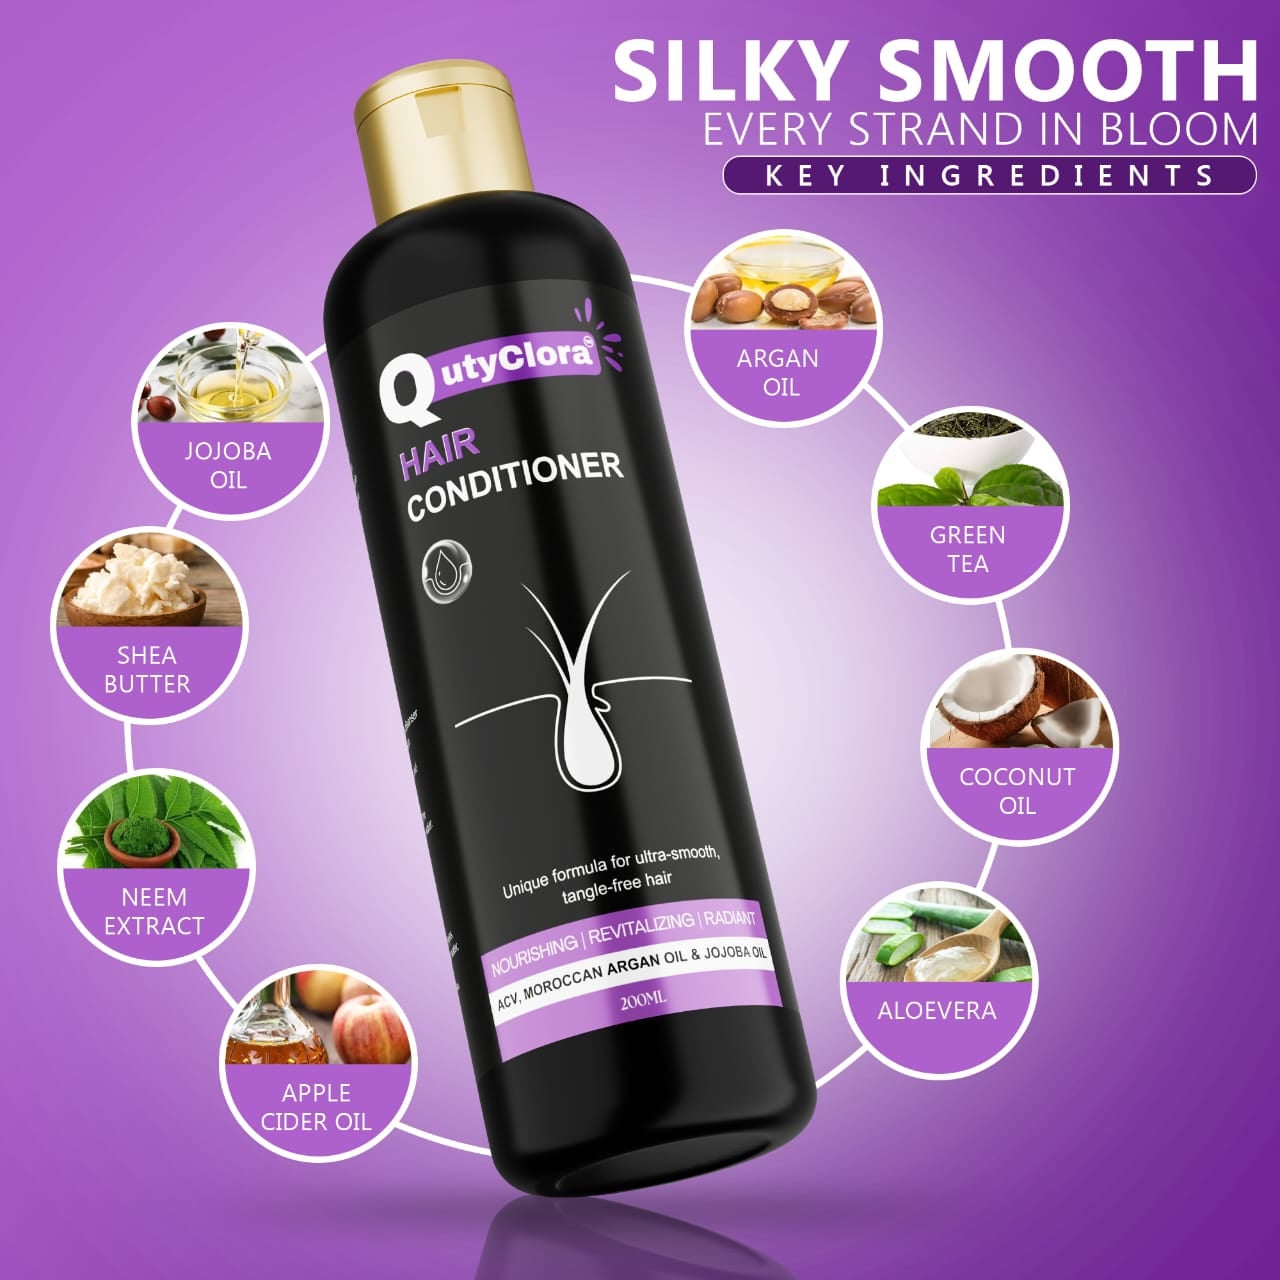 SILKY SMOOTH
EVERY STRAND IN BLOOM
KEY INGREDIENTS
QutyClora™
HAIR
CONDITIONER
Unique formula for ultra-smooth,
tangle-free hair
NOURISHING | REVITALIZING | RADIANT
ACV, MOROCCAN ARGAN OIL & JOJOBA OIL
200ML
ARGAN
OIL
GREEN
TEA
COCONUT
OIL
ALOEVERA
JOJOBA
OIL
SHEA
BUTTER
NEEM
EXTRACT
APPLE
CIDER OIL